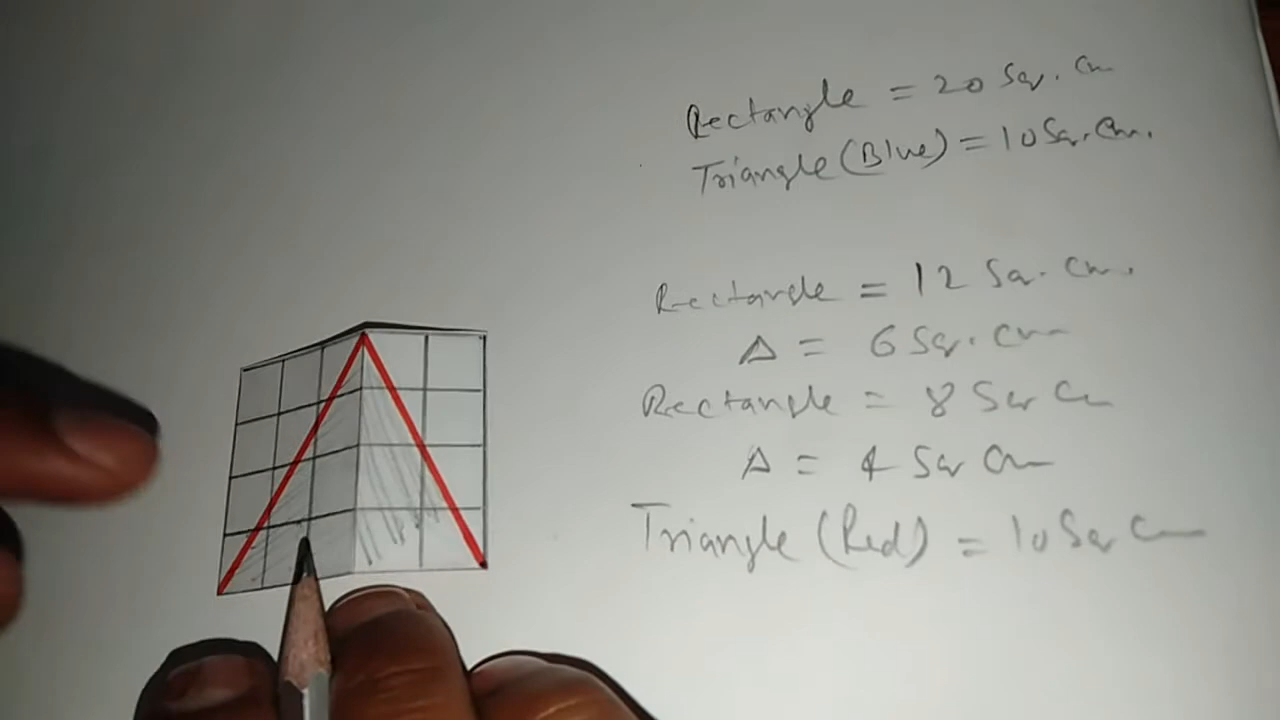 Rectangle = 20 Sq. Cm
Triangle (Blue) = 10 Sq. Cm.
Rectangle = 12 Sq. Cm.
Δ = 6 Sq. Cm
Rectangle = 8 Sq Cm
Δ = 4 Sq Cm
Triangle (Red) = 10 Sq Cm